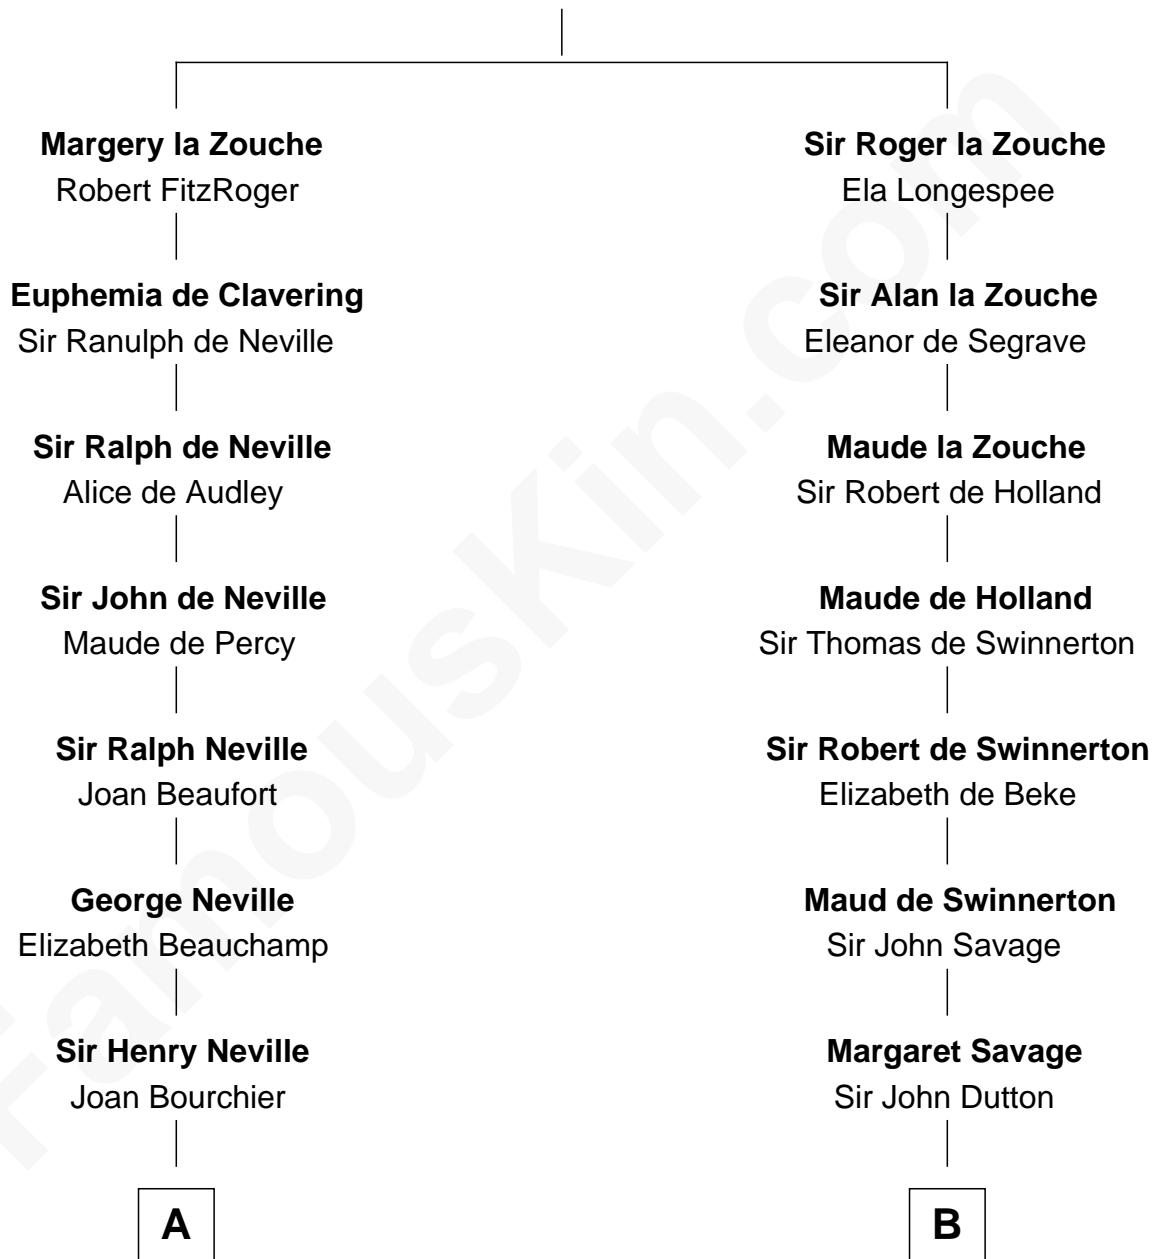 Margery la Zouche
Robert FitzRoger
Sir Roger la Zouche
Ela Longespee
Euphemia de Clavering
Sir Ranulph de Neville
Sir Alan la Zouche
Eleanor de Segrave
Sir Ralph de Neville
Alice de Audley
Maude la Zouche
Sir Robert de Holland
Sir John de Neville
Maude de Percy
Maude de Holland
Sir Thomas de Swinnerton
Sir Ralph Neville
Joan Beaufort
Sir Robert de Swinnerton
Elizabeth de Beke
George Neville
Elizabeth Beauchamp
Maud de Swinnerton
Sir John Savage
Sir Henry Neville
Joan Bourchier
Margaret Savage
Sir John Dutton
A
B
FamousKin.com